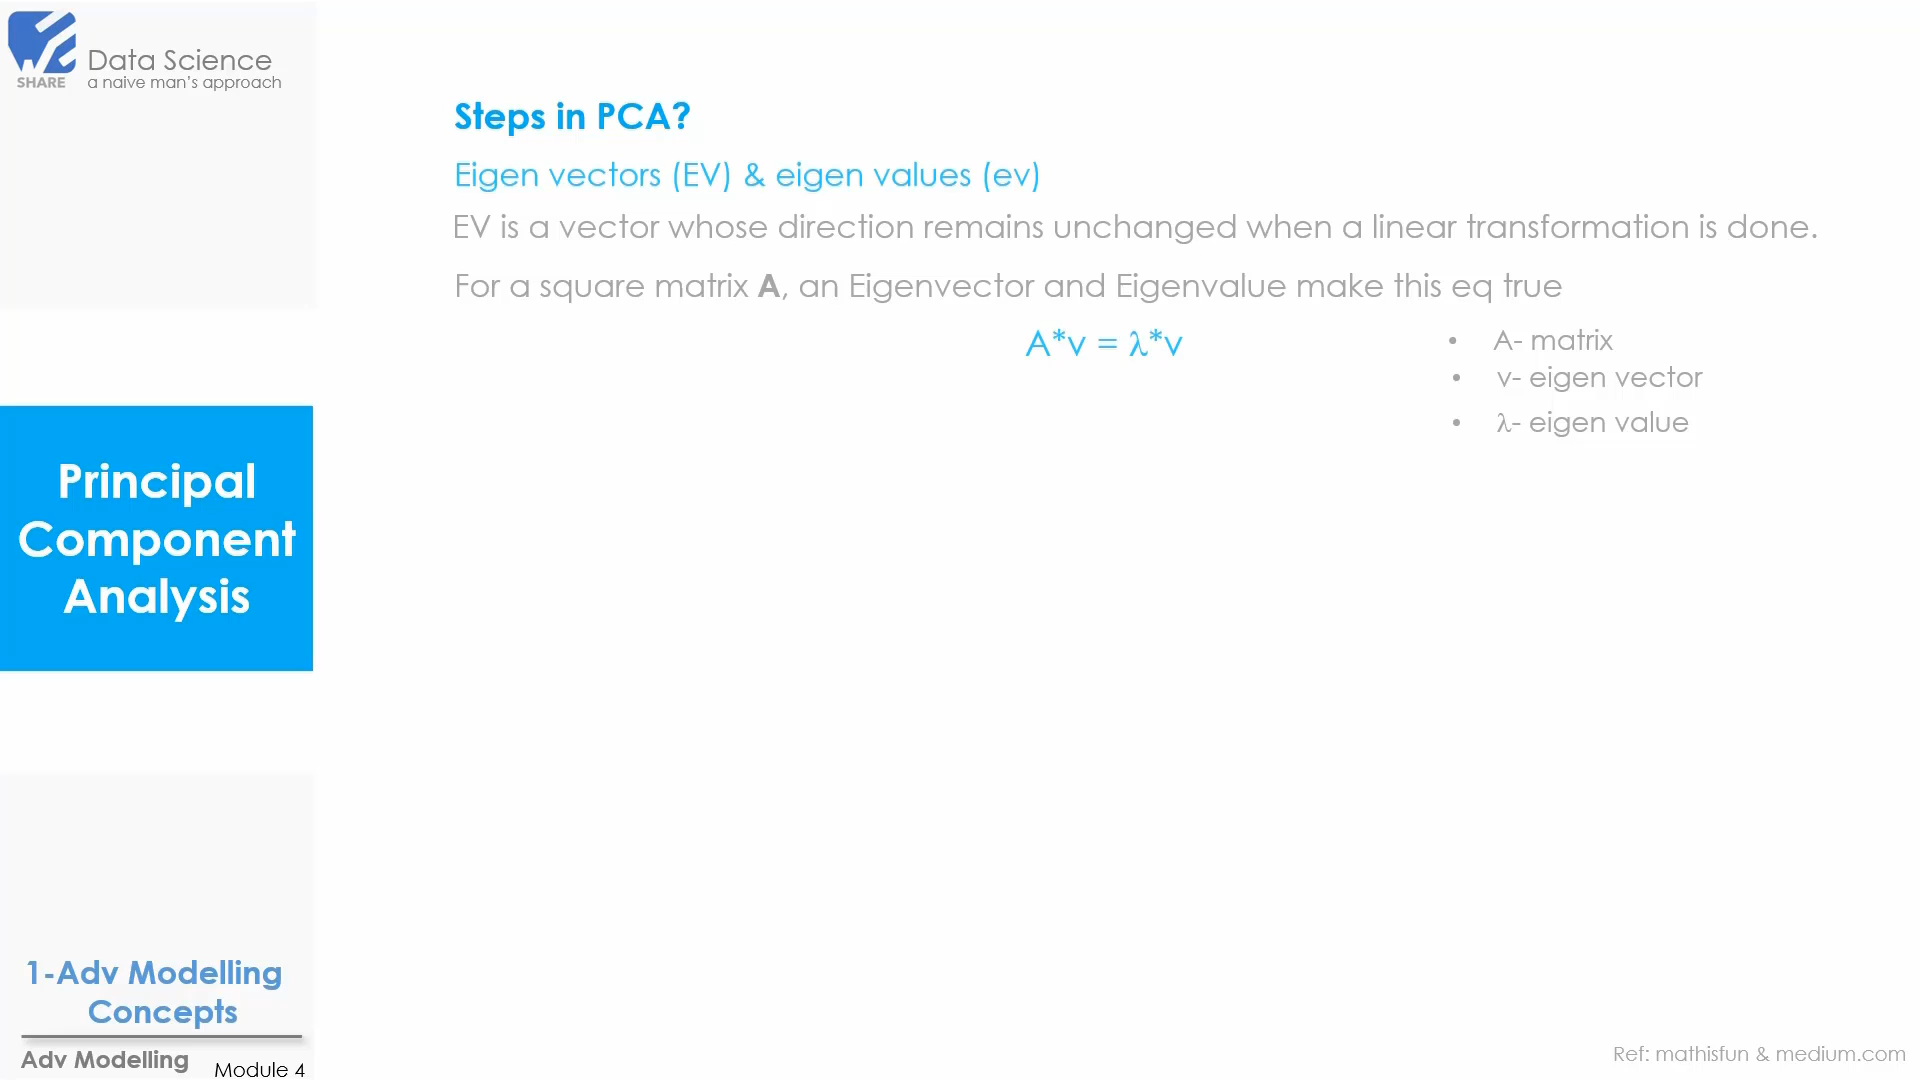 SHARE
Data Science
a naive man's approach
Steps in PCA?
Eigen vectors (EV) & eigen values (ev)
EV is a vector whose direction remains unchanged when a linear transformation is done.
For a square matrix A, an Eigenvector and Eigenvalue make this eq true
A*v = λ*v
• A- matrix
• v- eigen vector
• λ- eigen value
Principal
Component
Analysis
1-Adv Modelling
Concepts
Adv Modelling
Module 4
Ref: mathisfun & medium.com